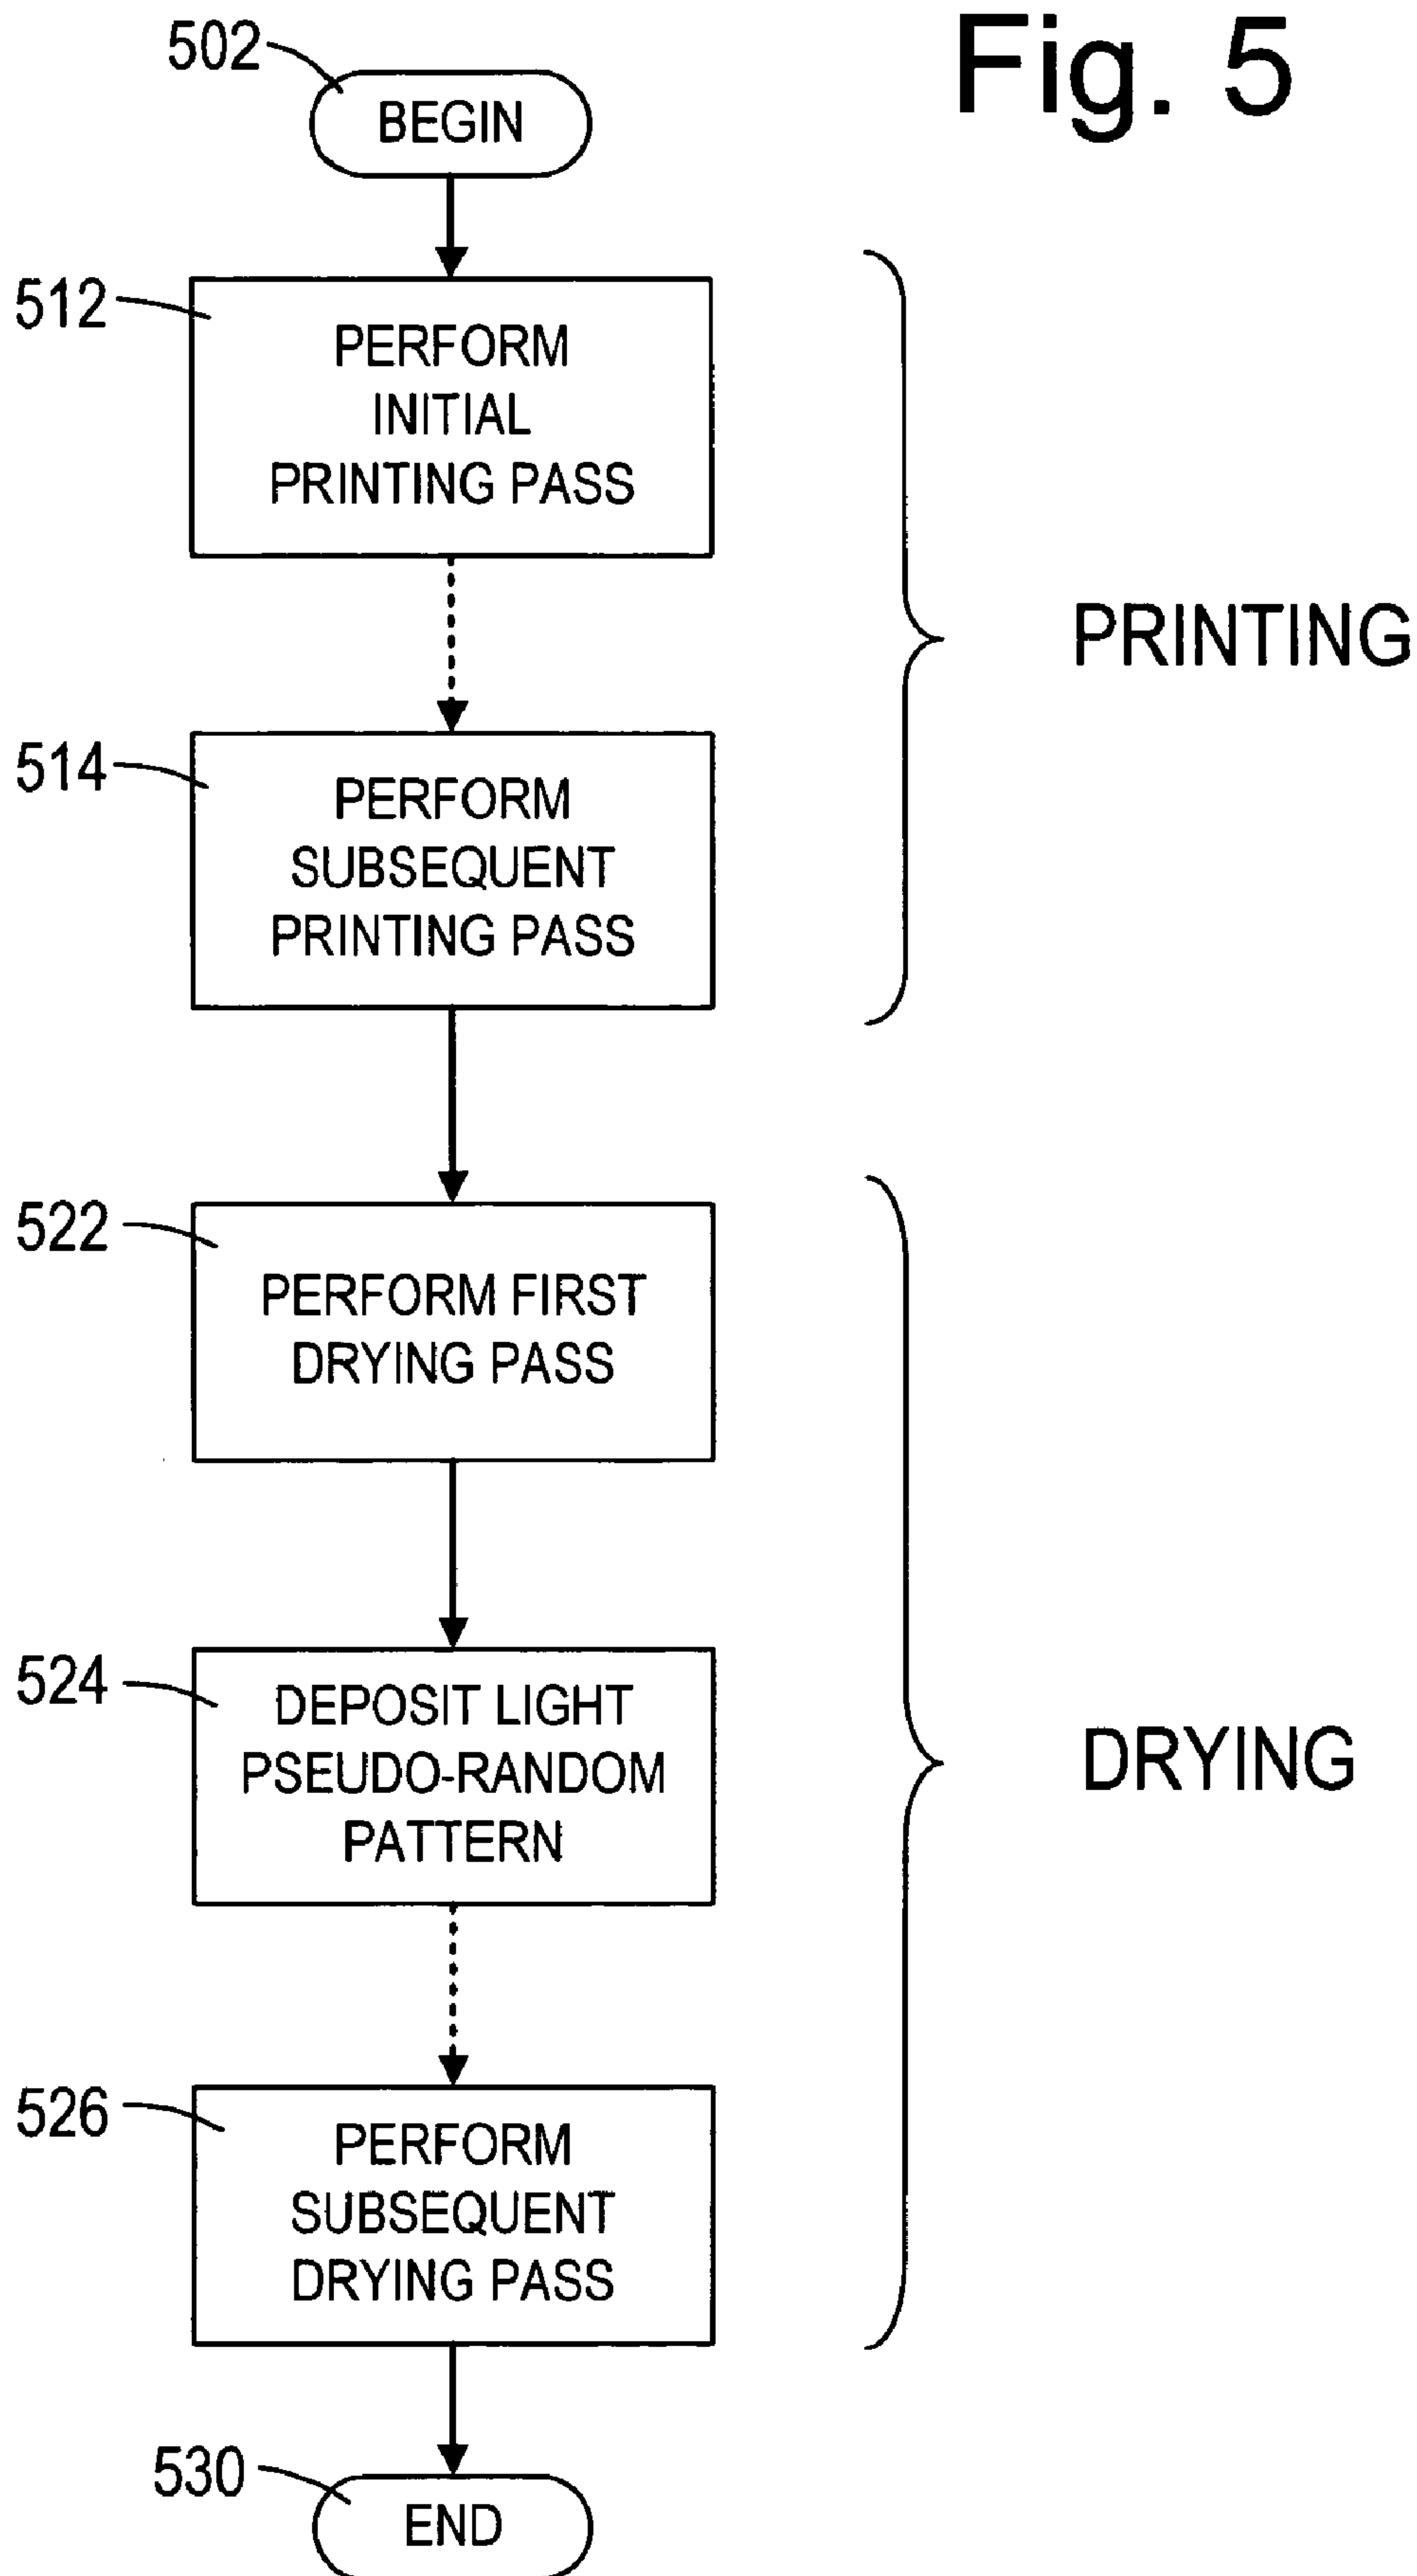 Fig. 5
502
BEGIN
512
PERFORM
INITIAL
PRINTING PASS
PRINTING
514
PERFORM
SUBSEQUENT
PRINTING PASS
522
PERFORM FIRST
DRYING PASS
524
DEPOSIT LIGHT
PSEUDO-RANDOM
PATTERN
DRYING
526
PERFORM
SUBSEQUENT
DRYING PASS
530
END